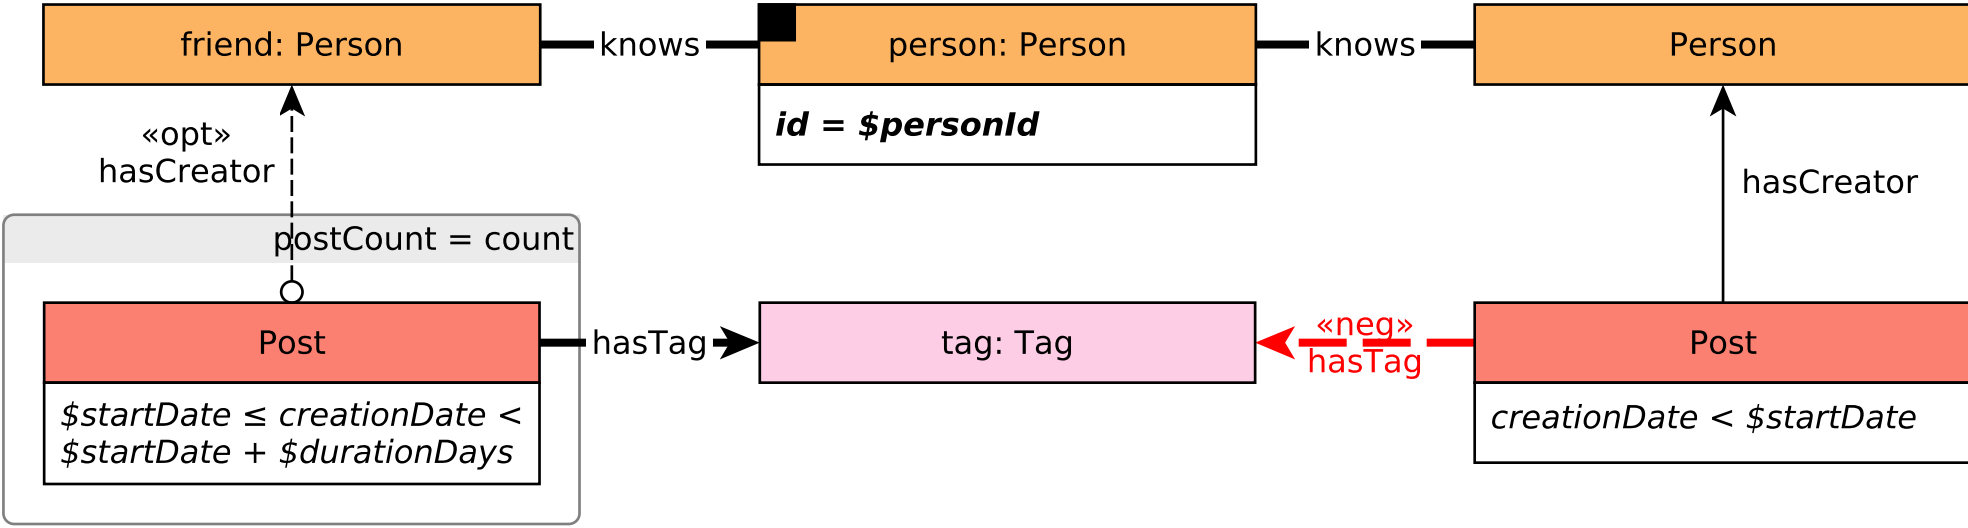 friend: Person
knows
person: Person
knows
Person
id = $personId
«opt»
hasCreator
hasCreator
postCount = count
Post
hasTag
tag: Tag
«neg»
hasTag
Post
$startDate ≤ creationDate <
$startDate + $durationDays
creationDate < $startDate